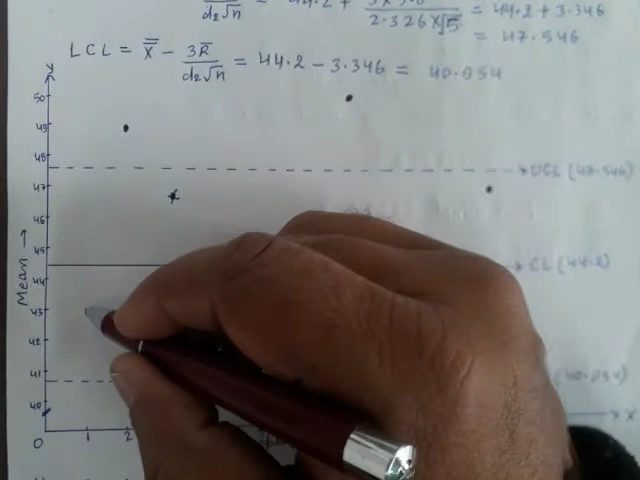 d₂√n = 44.2 + 3×5.8 / 2.326×√5 = 44.2 + 3.346
= 47.546
LCL = X̿ − 3R̄ / d₂√n = 44.2 − 3.346 = 40.854
Y
50
49
48
UCL (47.546)
47
46
45
CL (44.2)
44
Mean →
43
42
41
(40.854)
40
X
0 1 2